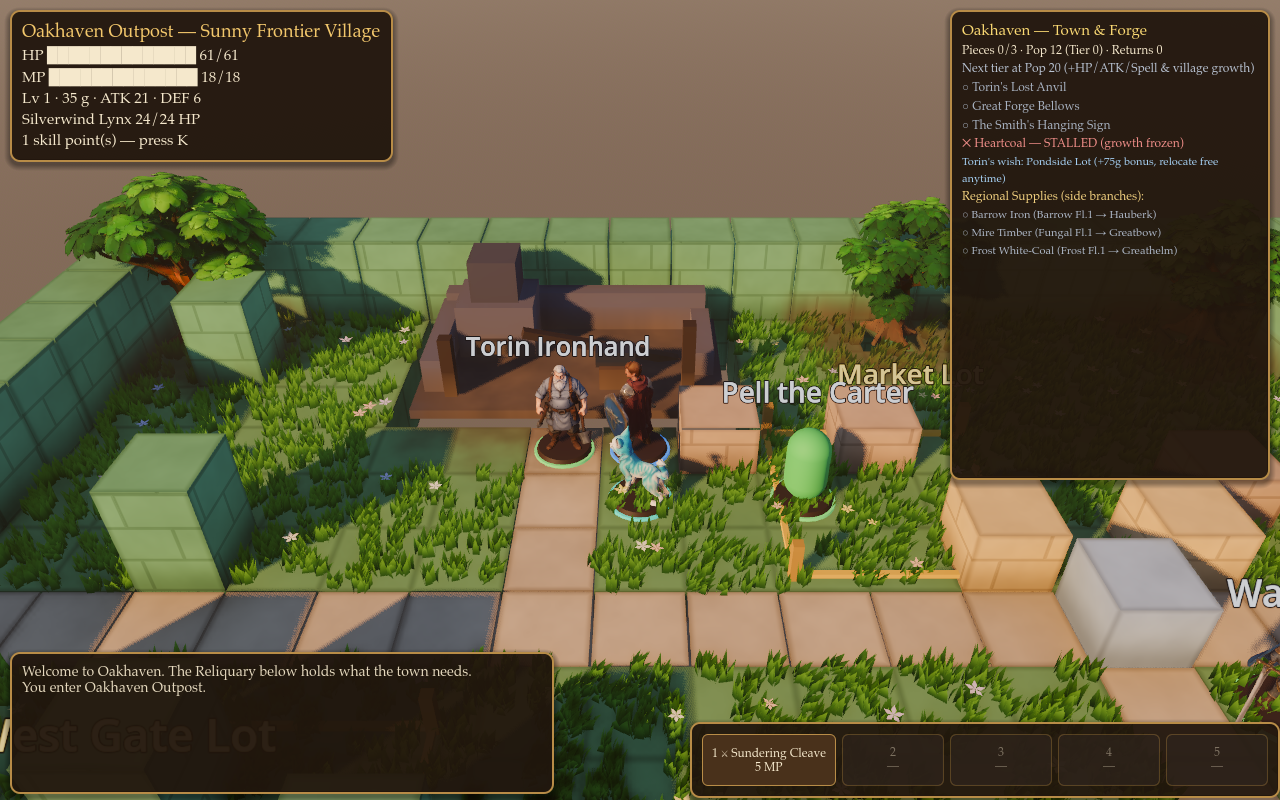 Oakhaven Outpost — Sunny Frontier Village
HP 61/61
MP 18/18
Lv 1 · 35 g · ATK 21 · DEF 6
Silverwind Lynx 24/24 HP
1 skill point(s) — press K
Oakhaven — Town & Forge
Pieces 0/3 · Pop 12 (Tier 0) · Returns 0
Next tier at Pop 20 (+HP/ATK/Spell & village growth)
○ Torin's Lost Anvil
○ Great Forge Bellows
○ The Smith's Hanging Sign
✕ Heartcoal — STALLED (growth frozen)
Torin's wish: Pondside Lot (+75g bonus, relocate free
anytime)
Regional Supplies (side branches):
○ Barrow Iron (Barrow Fl.1 → Hauberk)
○ Mire Timber (Fungal Fl.1 → Greatbow)
○ Frost White-Coal (Frost Fl.1 → Greathelm)
Torin Ironhand
Market Lot
Pell the Carter
Wa
Welcome to Oakhaven. The Reliquary below holds what the town needs.
You enter Oakhaven Outpost.
West Gate Lot
1 ⚔ Sundering Cleave
5 MP
2
—
3
—
4
—
5
—